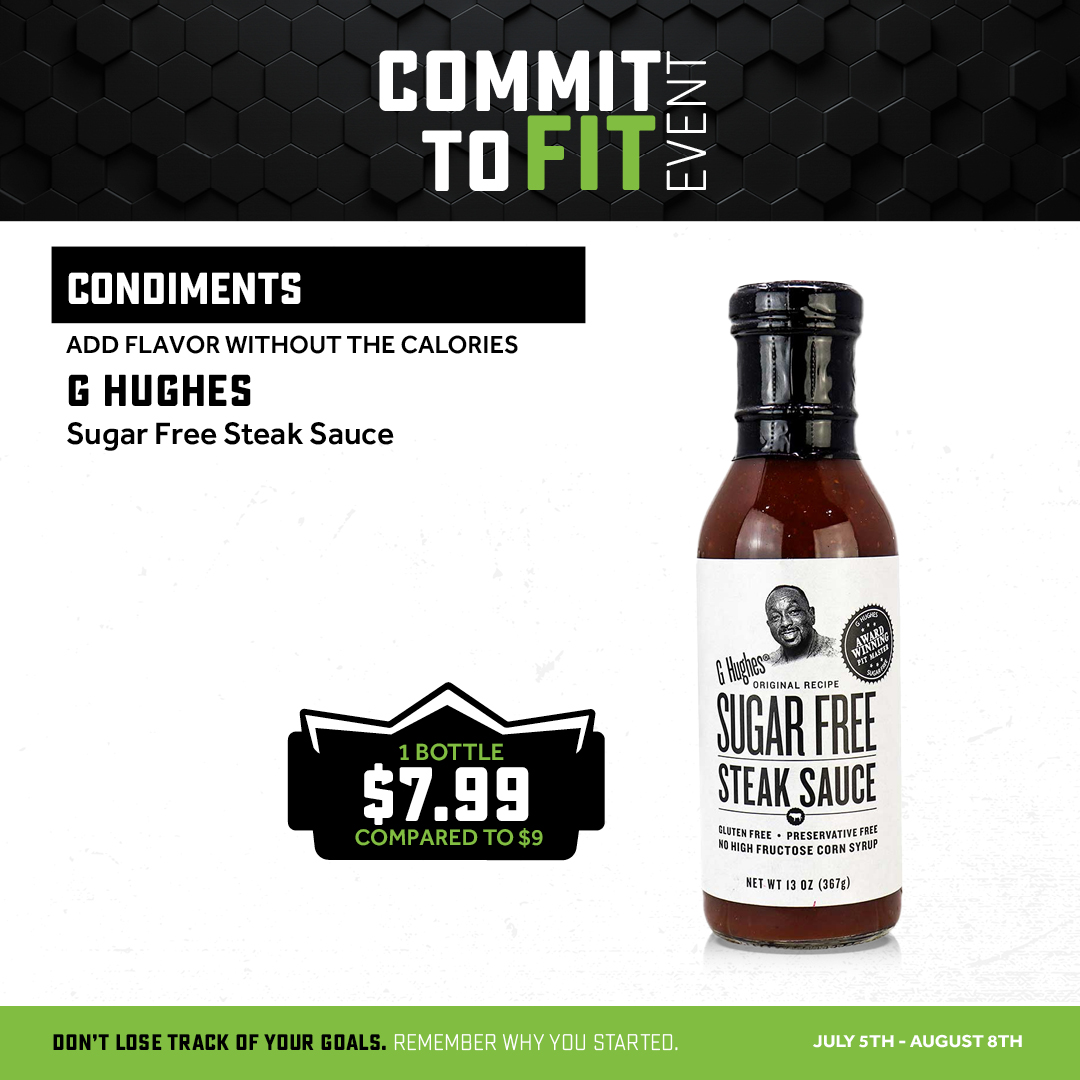 COMMIT
TO FIT
EVENT
CONDIMENTS
ADD FLAVOR WITHOUT THE CALORIES
G HUGHES
Sugar Free Steak Sauce
1 BOTTLE
$7.99
COMPARED TO $9
G HUGHES
AWARD
WINNING
PIT MASTER
SUGAR FREE
G Hughes®
ORIGINAL RECIPE
SUGAR FREE
STEAK SAUCE
GLUTEN FREE • PRESERVATIVE FREE
NO HIGH FRUCTOSE CORN SYRUP
NET WT 13 OZ (367g)
DON'T LOSE TRACK OF YOUR GOALS. REMEMBER WHY YOU STARTED.
JULY 5TH - AUGUST 8TH